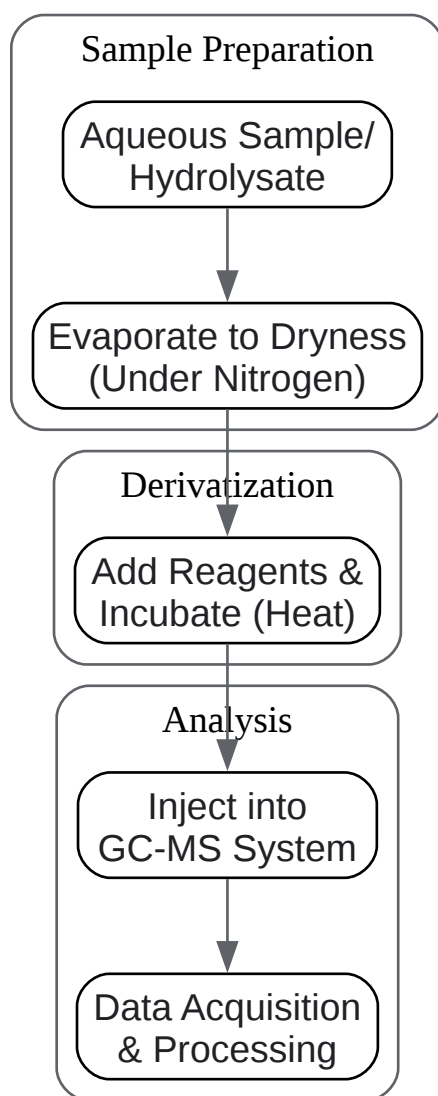 Sample Preparation
Aqueous Sample/
Hydrolysate
Evaporate to Dryness
(Under Nitrogen)
Derivatization
Add Reagents &
Incubate (Heat)
Analysis
Inject into
GC-MS System
Data Acquisition
& Processing